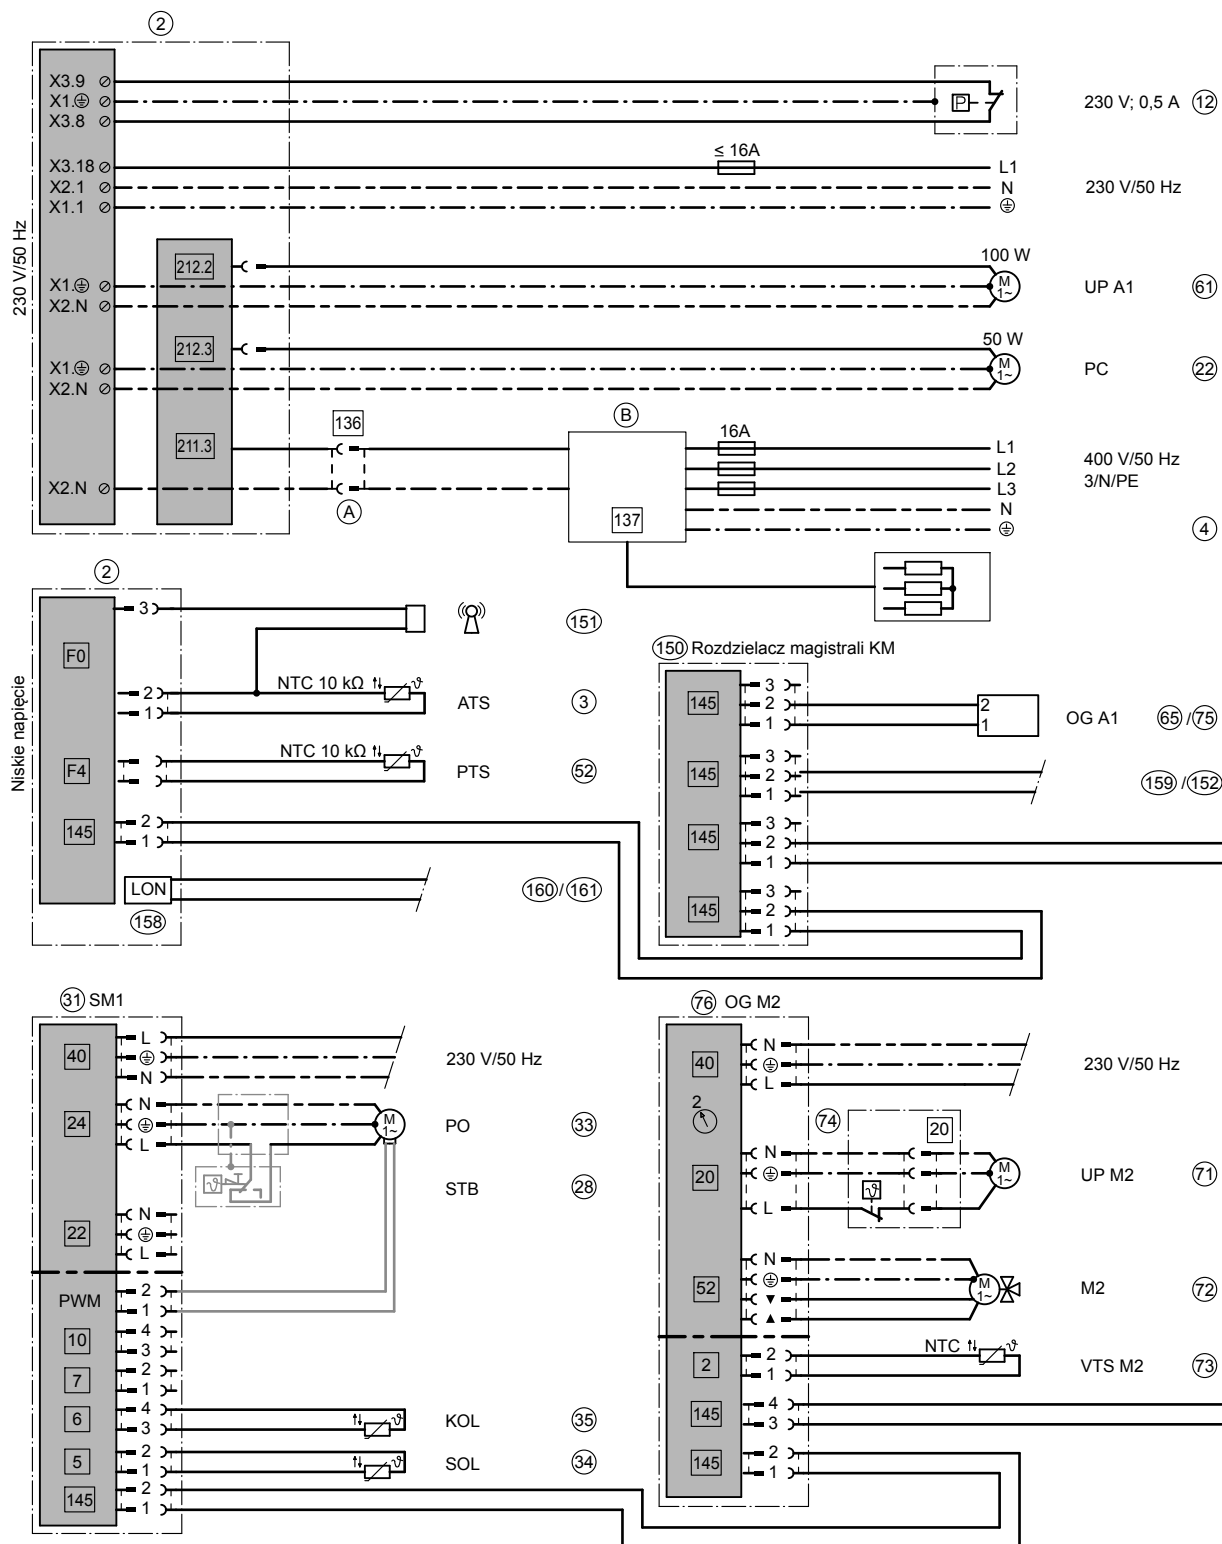 2
230 V/50 Hz
X3.9
X1.
X3.8
P
230 V; 0,5 A 12
≤ 16A
X3.18
L1
X2.1
N
230 V/50 Hz
X1.1
212.2
100 W
X1.
M
1~
UP A1
61
X2.N
212.3
50 W
X1.
M
1~
PC
22
X2.N
136
B
16A
211.3
L1
400 V/50 Hz
L2
3/N/PE
X2.N
L3
A
N
137
4
2
Niskie napięcie
3
151
F0
NTC 10 kΩ
ϑ
2
ATS
3
1
NTC 10 kΩ
ϑ
F4
PTS
52
145
2
1
LON
160/161
158
150 Rozdzielacz magistrali KM
145
3
2
1
2
1
OG A1
65/75
145
3
2
1
159/152
145
3
2
1
145
3
2
1
31 SM1
40
L
N
230 V/50 Hz
24
N
L
M
1~
PO
33
ϑ
STB
28
22
N
L
PWM
2
1
10
4
3
7
2
1
6
4
3
ϑ
KOL
35
5
2
1
ϑ
SOL
34
145
2
1
76 OG M2
40
N
L
230 V/50 Hz
2
74
20
20
N
L
ϑ
M
1~
UP M2
71
52
N
▼
▲
M
1~
M2
72
2
2
1
NTC
ϑ
VTS M2
73
145
4
3
145
2
1